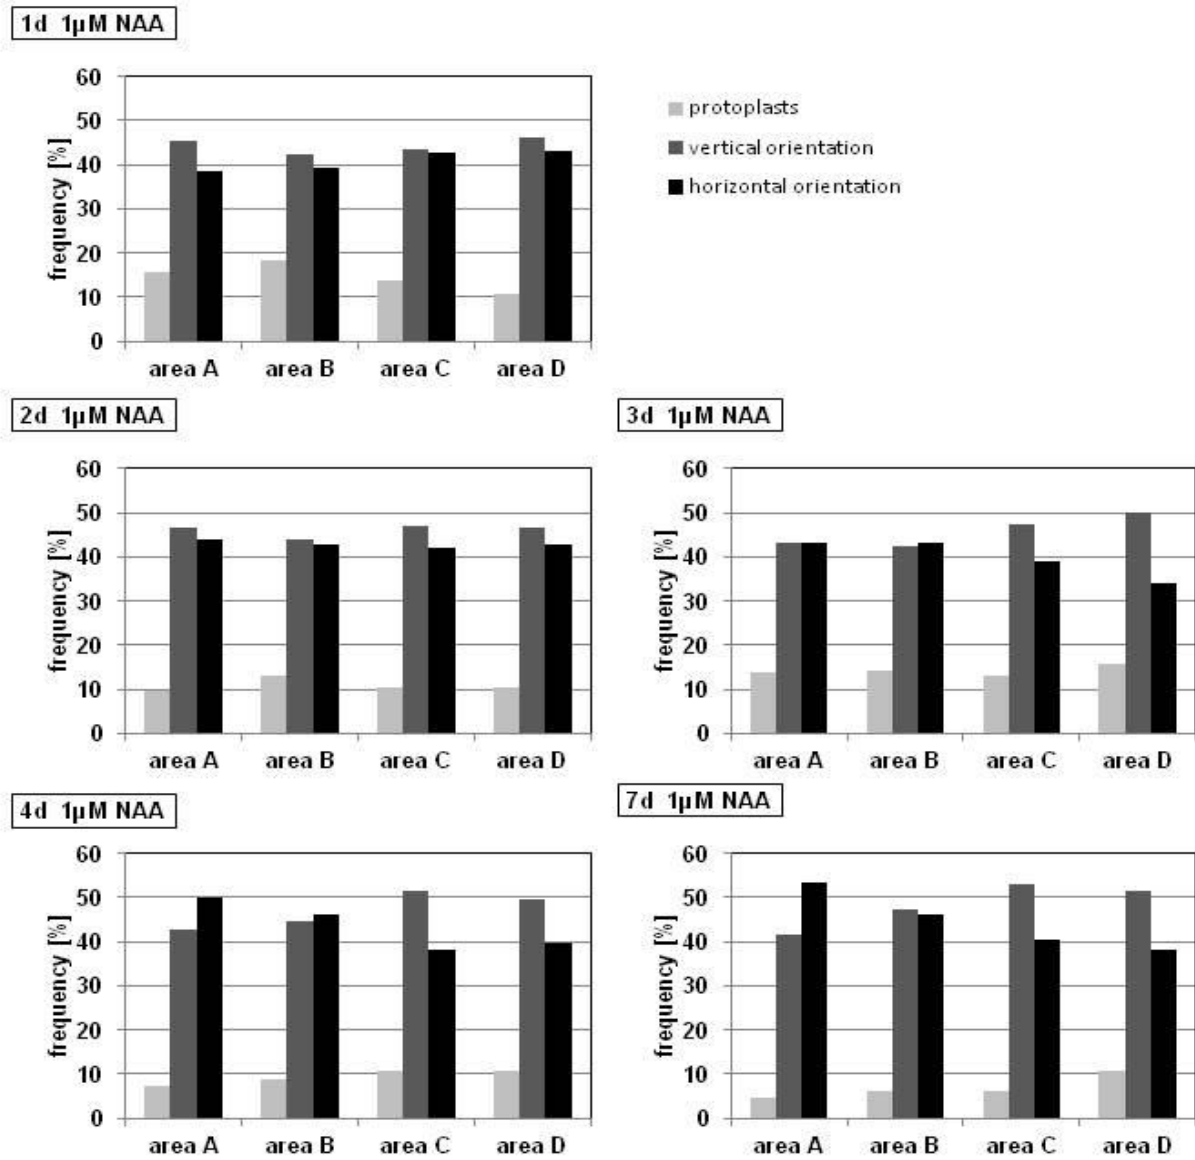 1d 1µM NAA
60
50
40
30
20
10
0
frequency [%]
area A area B area C area D
protoplasts
vertical orientation
horizontal orientation
2d 1µM NAA
60
50
40
30
20
10
0
frequency [%]
area A area B area C area D
3d 1µM NAA
60
50
40
30
20
10
0
frequency [%]
area A area B area C area D
4d 1µM NAA
60
50
40
30
20
10
0
frequency [%]
area A area B area C area D
7d 1µM NAA
60
50
40
30
20
10
0
frequency [%]
area A area B area C area D